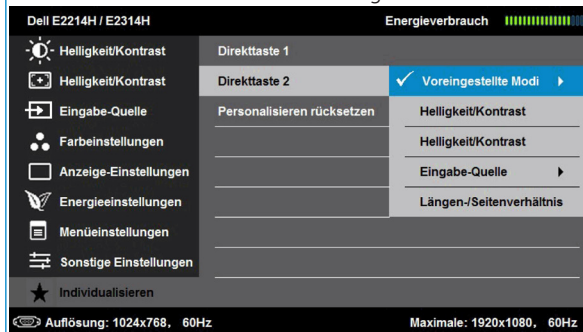 Dell E2214H / E2314H Energieverbrauch
Helligkeit/Kontrast Direkttaste 1
Helligkeit/Kontrast Direkttaste 2 Voreingestellte Modi
Eingabe-Quelle Personalisieren rücksetzen Helligkeit/Kontrast
Farbeinstellungen Helligkeit/Kontrast
Anzeige-Einstellungen Eingabe-Quelle
Energieeinstellungen Längen-/Seitenverhältnis
Menüeinstellungen
Sonstige Einstellungen
Individualisieren
Auflösung: 1024x768, 60Hz Maximale: 1920x1080, 60Hz